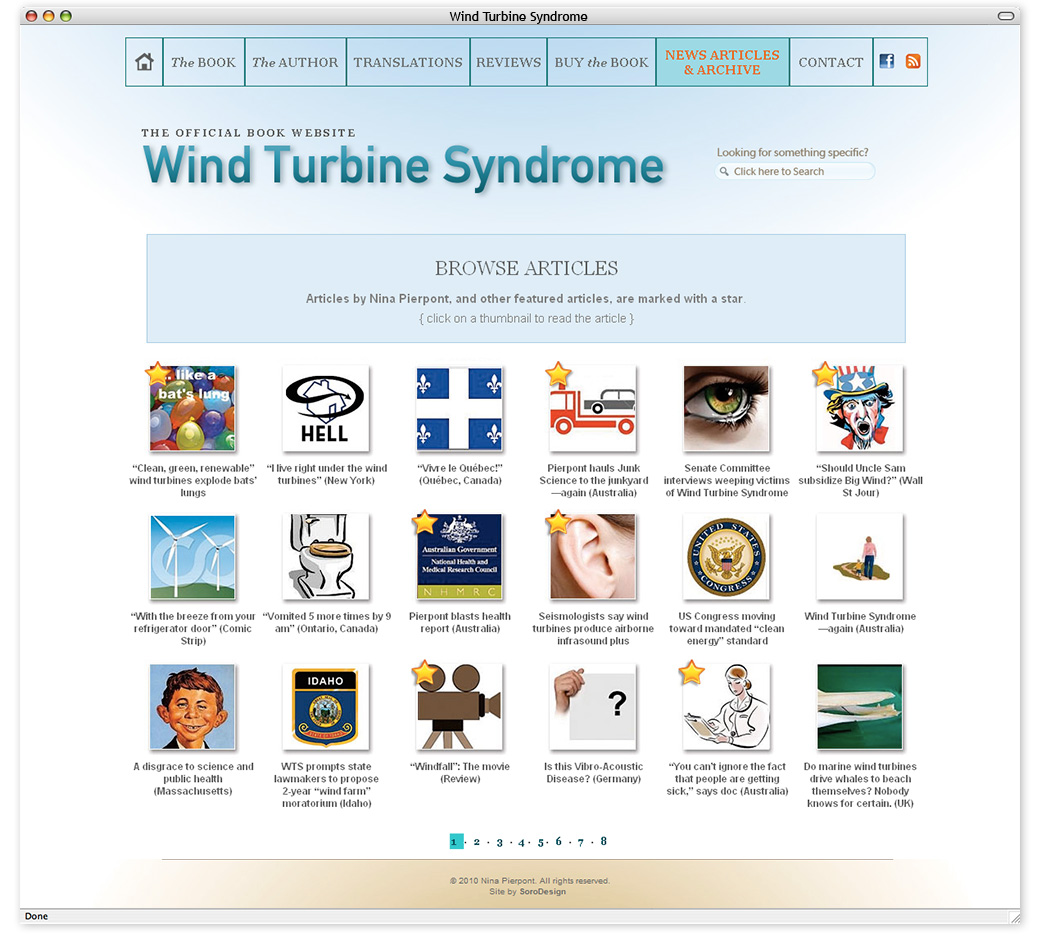 Wind Turbine Syndrome
The BOOK
The AUTHOR
TRANSLATIONS
REVIEWS
BUY the BOOK
NEWS ARTICLES
& ARCHIVE
CONTACT
THE OFFICIAL BOOK WEBSITE
Wind Turbine Syndrome
Looking for something specific?
Click here to Search
BROWSE ARTICLES
Articles by Nina Pierpont, and other featured articles, are marked with a star.
{ click on a thumbnail to read the article }
. like a
bat's lung
HELL
“Clean, green, renewable”
wind turbines explode bats’
lungs
“I live right under the wind
turbines” (New York)
“Vivre le Québec!”
(Québec, Canada)
Pierpont hauls Junk
Science to the junkyard
—again (Australia)
Senate Committee
interviews weeping victims
of Wind Turbine Syndrome
“Should Uncle Sam
subsidize Big Wind?” (Wall
St Jour)
Australian Government
National Health and
Medical Research Council
NHMRC
UNITED STATES
CONGRESS
“With the breeze from your
refrigerator door” (Comic
Strip)
“Vomited 5 more times by 9
am” (Ontario, Canada)
Pierpont blasts health
report (Australia)
Seismologists say wind
turbines produce airborne
infrasound plus
US Congress moving
toward mandated “clean
energy” standard
Wind Turbine Syndrome
—again (Australia)
IDAHO
?
A disgrace to science and
public health
(Massachusetts)
WTS prompts state
lawmakers to propose
2-year “wind farm”
moratorium (Idaho)
“Windfall”: The movie
(Review)
Is this Vibro-Acoustic
Disease? (Germany)
“You can’t ignore the fact
that people are getting
sick,” says doc (Australia)
Do marine wind turbines
drive whales to beach
themselves? Nobody
knows for certain. (UK)
1 · 2 · 3 · 4 · 5 · 6 · 7 · 8
© 2010 Nina Pierpont. All rights reserved.
Site by SoroDesign
Done